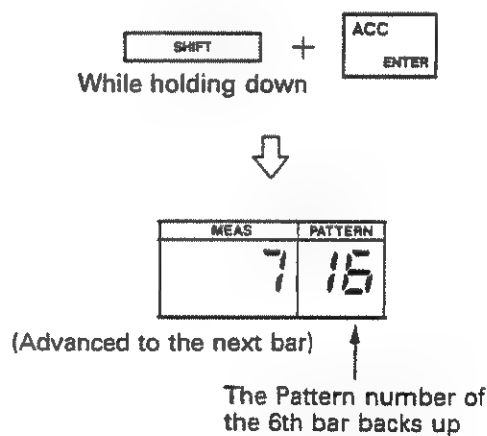 SHIFT + ACC
ENTER
While holding down
MEAS PATTERN
7 16
(Advanced to the next bar)
The Pattern number of
the 6th bar backs up